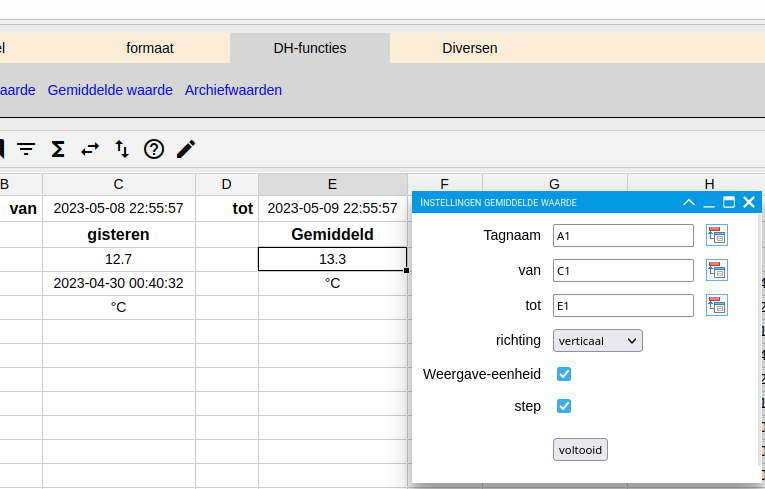 el formaat DH-functies Diversen
aarde Gemiddelde waarde Archiefwaarden
B C D E F G H
van 2023-05-08 22:55:57 tot 2023-05-09 22:55:57
gisteren Gemiddeld
12.7 13.3
2023-04-30 00:40:32 °C
°C
Instellingen gemiddelde waarde
Tagnaam A1
van C1
tot E1
richting verticaal
Weergave-eenheid
step
voltooid